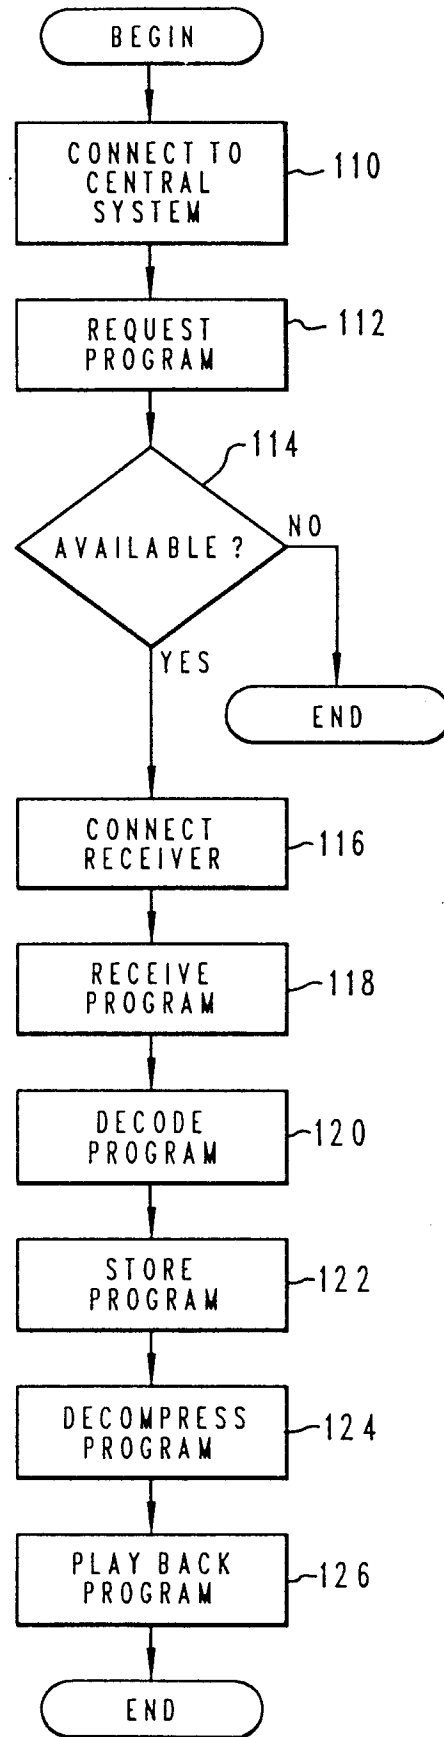 BEGIN
CONNECT TO
CENTRAL
SYSTEM
110
REQUEST
PROGRAM
112
114
AVAILABLE ?
NO
YES
END
CONNECT
RECEIVER
116
RECEIVE
PROGRAM
118
DECODE
PROGRAM
120
STORE
PROGRAM
122
DECOMPRESS
PROGRAM
124
PLAY BACK
PROGRAM
126
END